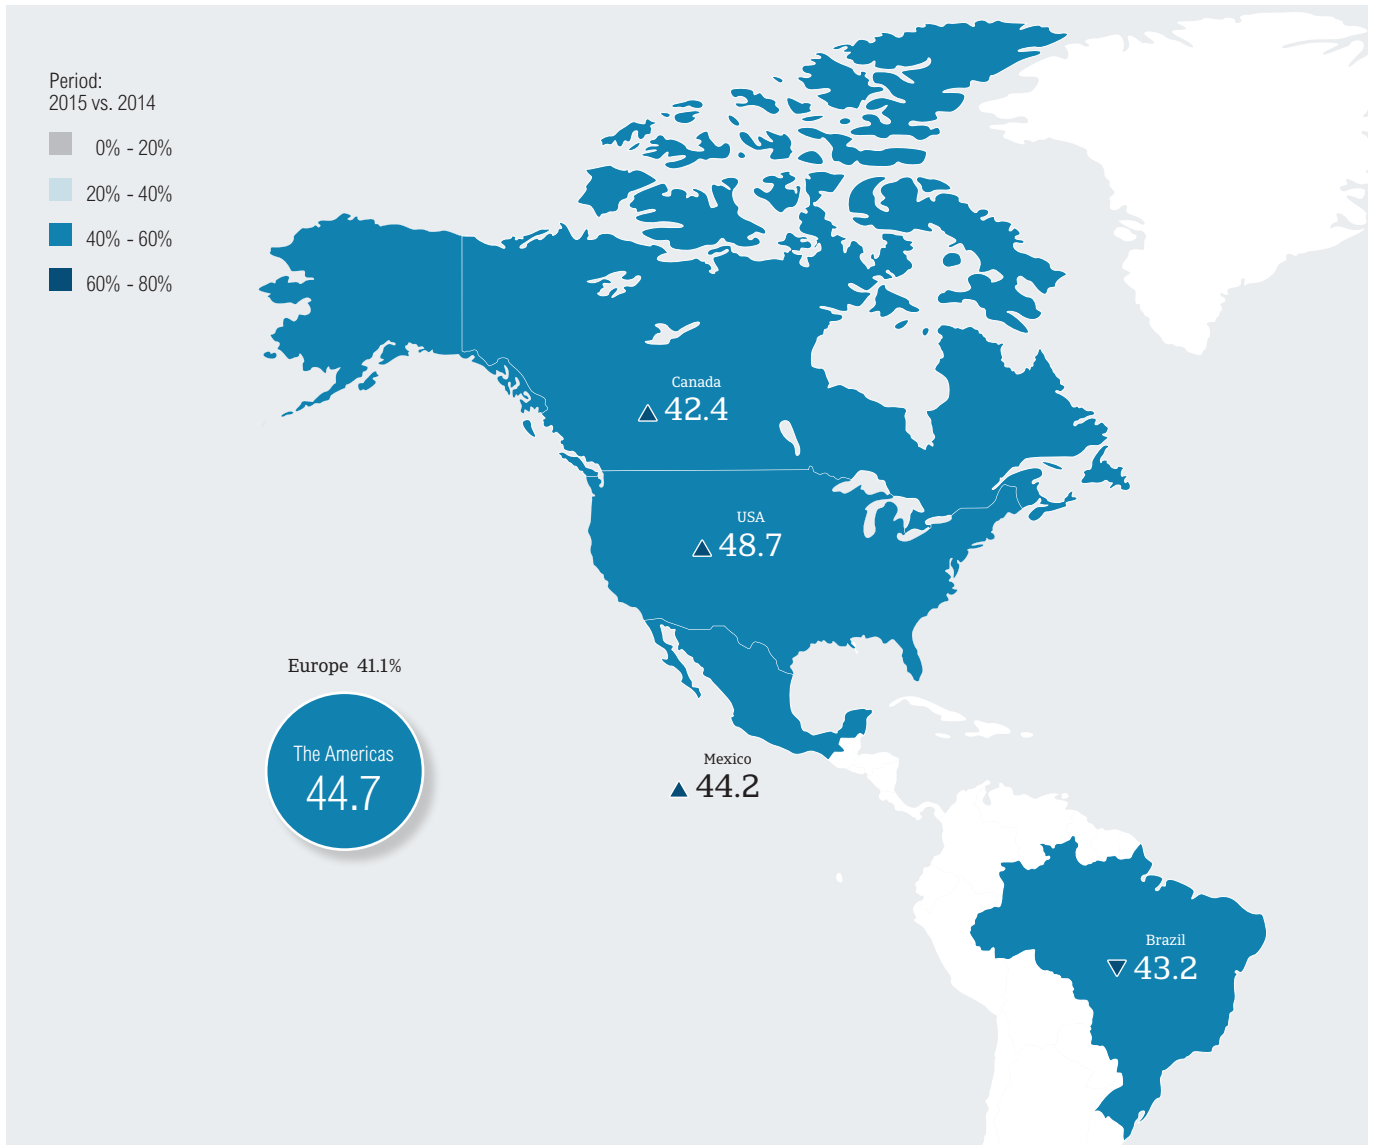 Period:
2015 vs. 2014
0% - 20%
20% - 40%
40% - 60%
60% - 80%
Canada
▲ 42.4
USA
▲ 48.7
Europe 41.1%
The Americas
44.7
Mexico
▲ 44.2
Brazil
▼ 43.2